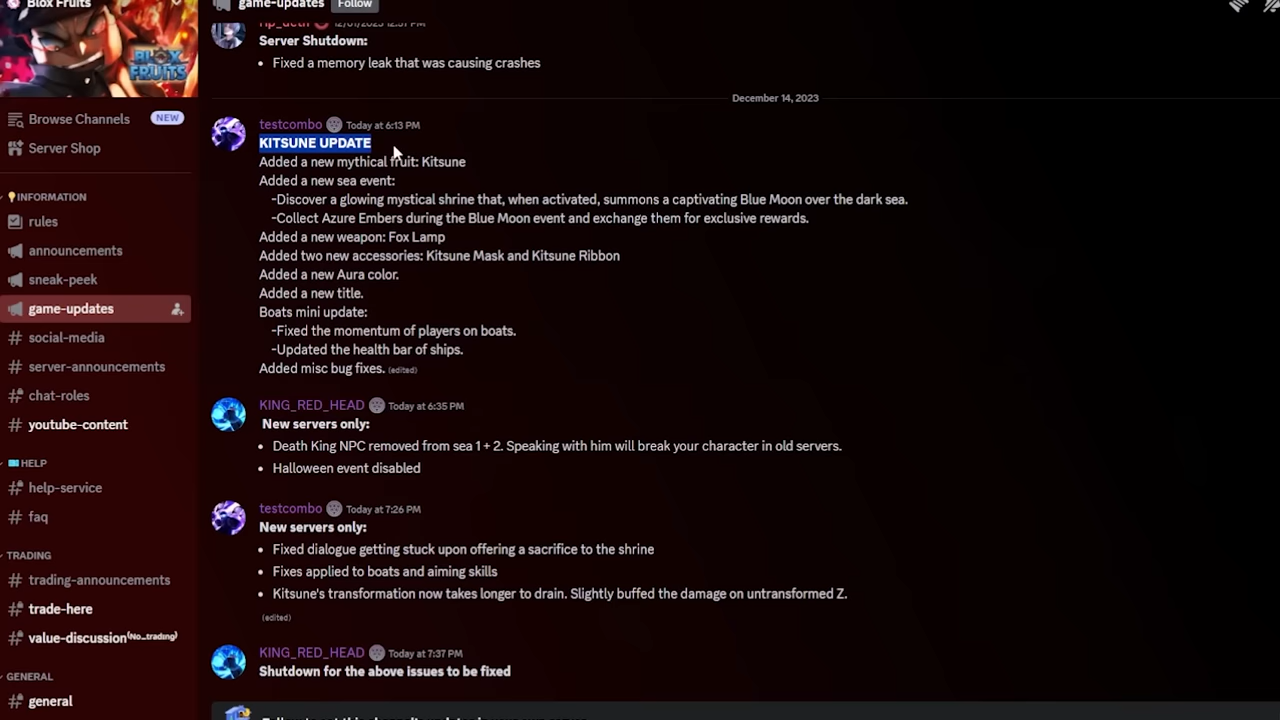 Blox Fruits
game-updates
Follow
BLOX
FRUITS
Server Shutdown:
• Fixed a memory leak that was causing crashes
December 14, 2023
Browse Channels
NEW
Server Shop
INFORMATION
rules
announcements
sneak-peek
game-updates
social-media
server-announcements
chat-roles
youtube-content
HELP
help-service
faq
TRADING
trading-announcements
trade-here
value-discussion(No_trading)
GENERAL
general
testcombo Today at 6:13 PM
KITSUNE UPDATE
Added a new mythical fruit: Kitsune
Added a new sea event:
-Discover a glowing mystical shrine that, when activated, summons a captivating Blue Moon over the dark sea.
-Collect Azure Embers during the Blue Moon event and exchange them for exclusive rewards.
Added a new weapon: Fox Lamp
Added two new accessories: Kitsune Mask and Kitsune Ribbon
Added a new Aura color.
Added a new title.
Boats mini update:
-Fixed the momentum of players on boats.
-Updated the health bar of ships.
Added misc bug fixes. (edited)
KING_RED_HEAD Today at 6:35 PM
New servers only:
• Death King NPC removed from sea 1 + 2. Speaking with him will break your character in old servers.
• Halloween event disabled
testcombo Today at 7:26 PM
New servers only:
• Fixed dialogue getting stuck upon offering a sacrifice to the shrine
• Fixes applied to boats and aiming skills
• Kitsune's transformation now takes longer to drain. Slightly buffed the damage on untransformed Z.
(edited)
KING_RED_HEAD Today at 7:37 PM
Shutdown for the above issues to be fixed